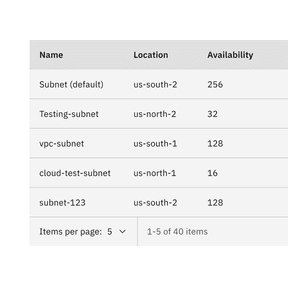 Name Location Availability
Subnet (default) us-south-2 256
Testing-subnet us-north-2 32
vpc-subnet us-south-1 128
cloud-test-subnet us-north-1 16
subnet-123 us-south-2 128
Items per page: 5 1-5 of 40 items